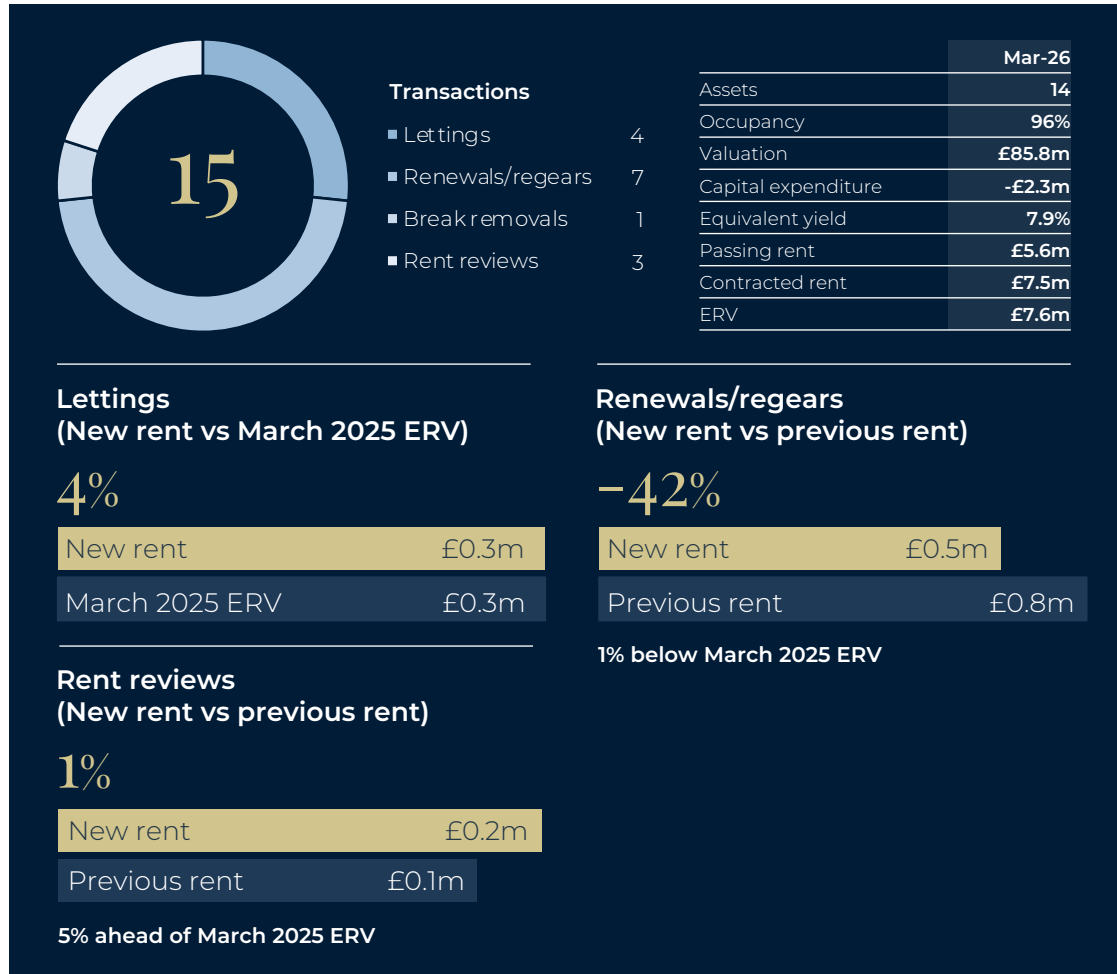 15
Transactions
Lettings 4
Renewals/regears 7
Break removals 1
Rent reviews 3
Mar-26
Assets 14
Occupancy 96%
Valuation £85.8m
Capital expenditure -£2.3m
Equivalent yield 7.9%
Passing rent £5.6m
Contracted rent £7.5m
ERV £7.6m
Lettings
(New rent vs March 2025 ERV)
4%
New rent £0.3m
March 2025 ERV £0.3m
Renewals/regears
(New rent vs previous rent)
-42%
New rent £0.5m
Previous rent £0.8m
1% below March 2025 ERV
Rent reviews
(New rent vs previous rent)
1%
New rent £0.2m
Previous rent £0.1m
5% ahead of March 2025 ERV